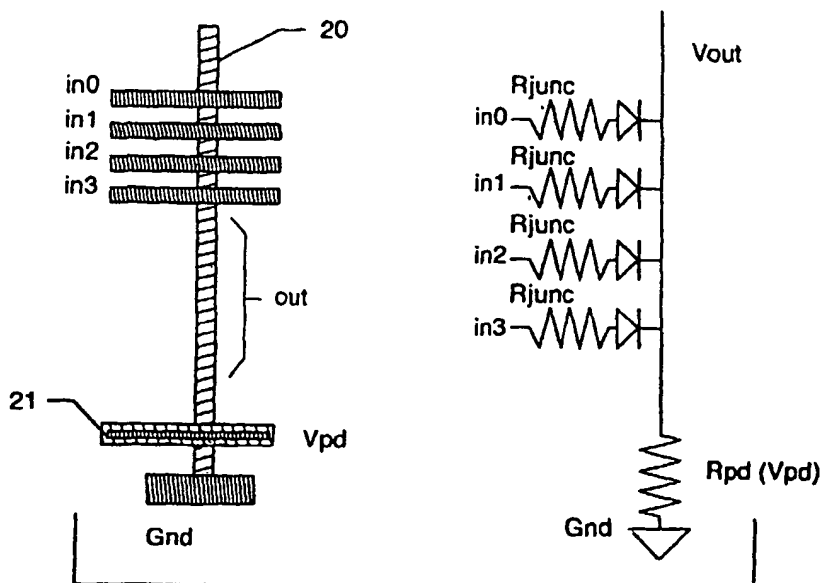 20
in0
in1
in2
in3
out
21
Vpd
Gnd
Vout
Rjunc
in0
Rjunc
in1
Rjunc
in2
Rjunc
in3
Rpd (Vpd)
Gnd